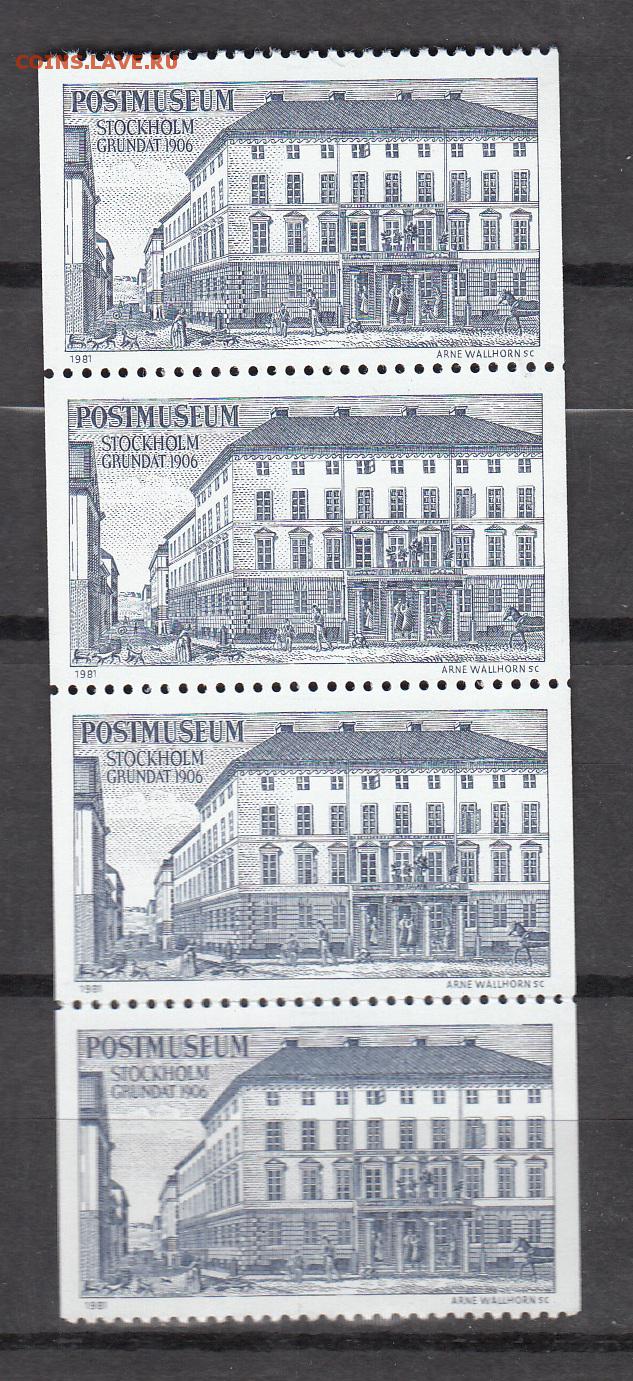 COINS.LAVE.RU
POSTMUSEUM
STOCKHOLM
GRUNDAT 1906
1981
ARNE WALLHORN SC
POSTMUSEUM
STOCKHOLM
GRUNDAT 1906
1981
ARNE WALLHORN SC
POSTMUSEUM
STOCKHOLM
GRUNDAT 1906
1981
ARNE WALLHORN SC
POSTMUSEUM
STOCKHOLM
GRUNDAT 1906
1981
ARNE WALLHORN SC